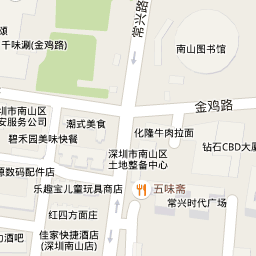 颂
千味涮(金鸡路)
常兴路
南山图书馆
金鸡路
圳市南山区
安服务公司
潮式美食
碧禾园美味快餐
化隆牛肉拉面
钻石CBD大厦
深圳市南山区
土地整备中心
源数码配件店
乐趣宝儿童玩具商店
五味斋
红四方面庄
常兴时代广场
力酒吧
佳家快捷酒店
(深圳南山店)